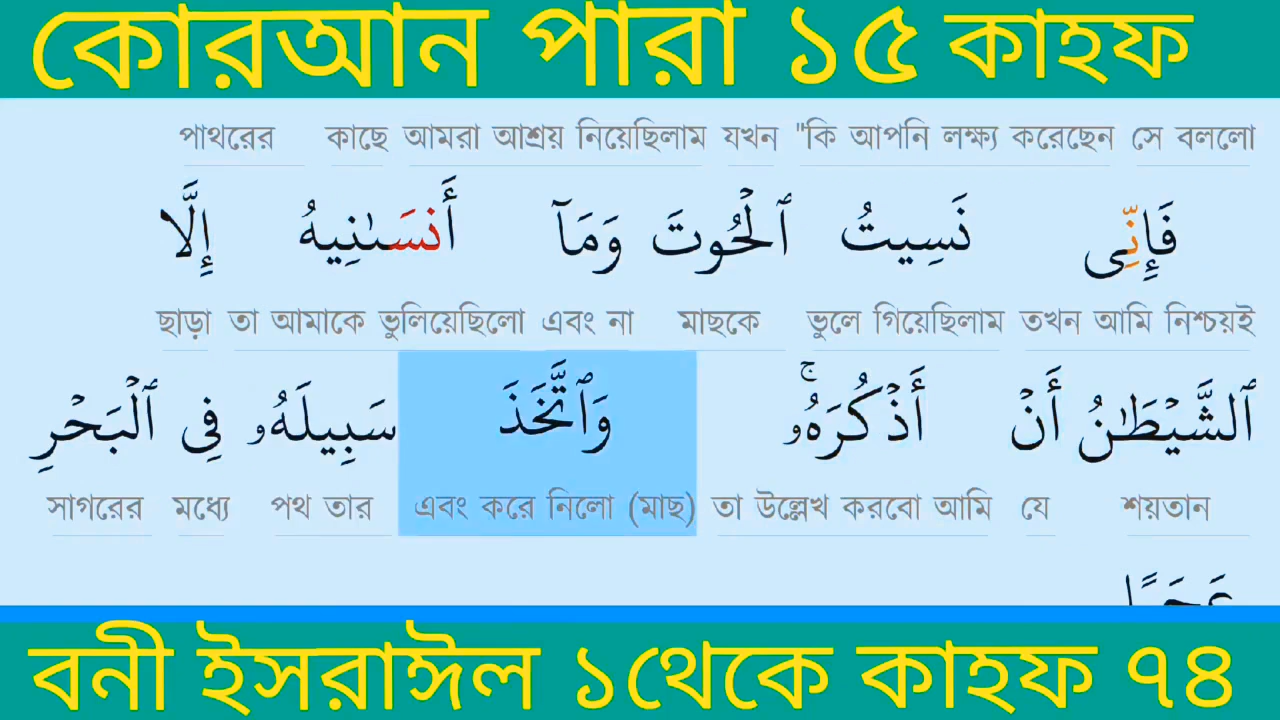 কোরআন পারা ১৫ কাহফ
পাথরের কাছে আমরা আশ্রয় নিয়েছিলাম যখন "কি আপনি লক্ষ্য করেছেন সে বললো
فَإِنِّى نَسِيتُ ٱلْحُوتَ وَمَآ أَنسَىٰنِيهُ إِلَّا
ছাড়া তা আমাকে ভুলিয়েছিলো এবং না মাছকে ভুলে গিয়েছিলাম তখন আমি নিশ্চয়ই
ٱلشَّيْطَـٰنُ أَنْ أَذْكُرَهُۥ ۚ وَٱتَّخَذَ سَبِيلَهُۥ فِى ٱلْبَحْرِ
সাগরের মধ্যে পথ তার এবং করে নিলো (মাছ) তা উল্লেখ করবো আমি যে শয়তান
عَجَبًا
বনী ইসরাঈল ১থেকে কাহফ ৭৪